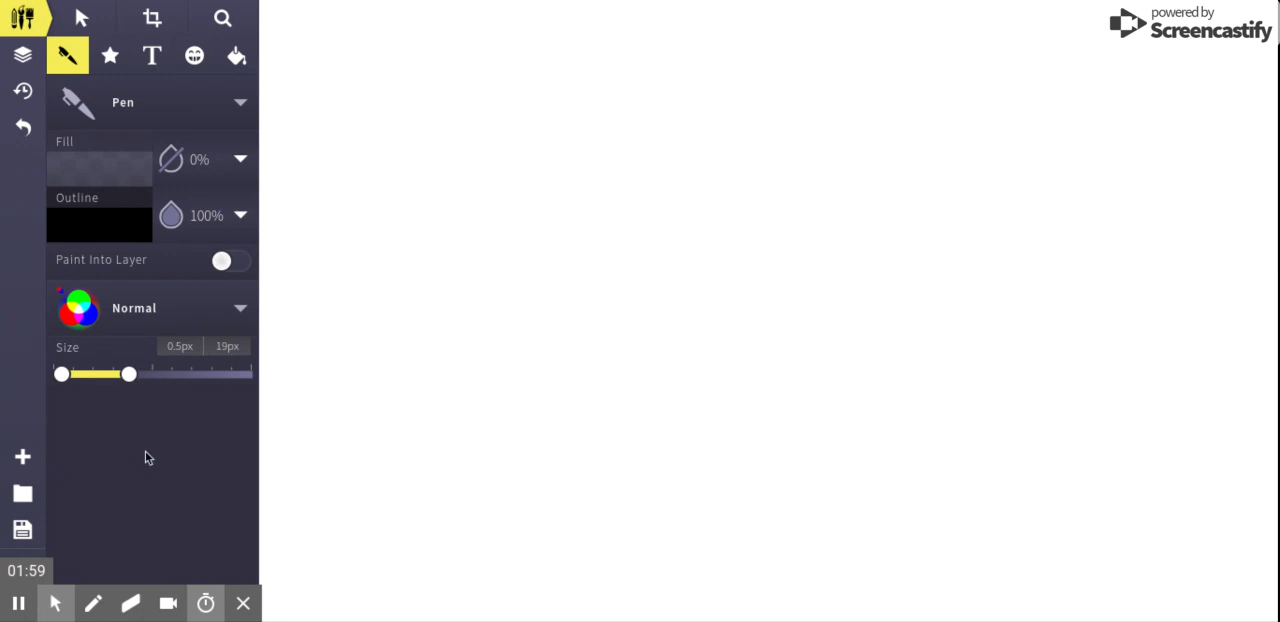 powered by
Screencastify
T
Pen
Fill
0%
Outline
100%
Paint Into Layer
Normal
Size
0.5px
19px
01:59